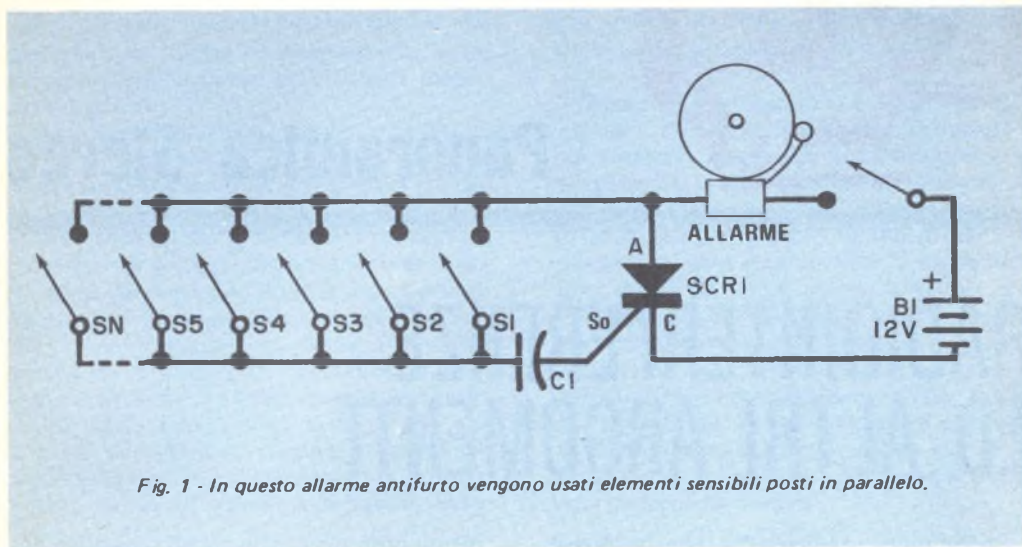 ALLARME
A
SCR1
So
C
+
B1
12V
SN
S5
S4
S3
S2
S1
C1
Fig. 1 - In questo allarme antifurto vengono usati elementi sensibili posti in parallelo.